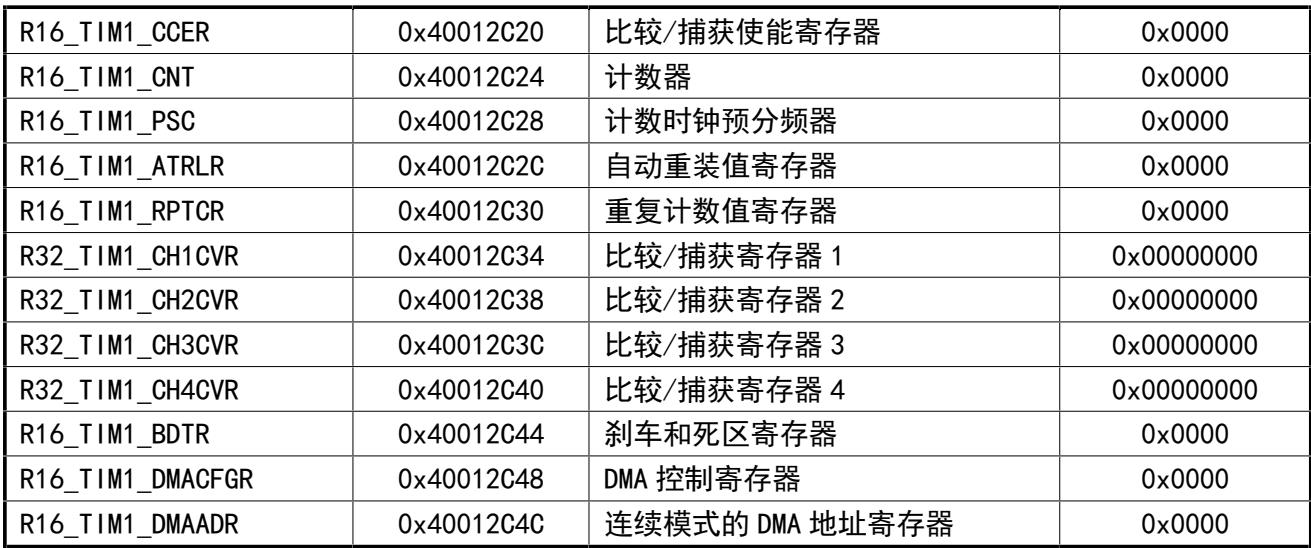 R16_TIM1_CCER 0x40012C20 比较/捕获使能寄存器 0x0000
R16_TIM1_CNT 0x40012C24 计数器 0x0000
R16_TIM1_PSC 0x40012C28 计数时钟预分频器 0x0000
R16_TIM1_ATRLR 0x40012C2C 自动重装值寄存器 0x0000
R16_TIM1_RPTCR 0x40012C30 重复计数值寄存器 0x0000
R32_TIM1_CH1CVR 0x40012C34 比较/捕获寄存器 1 0x00000000
R32_TIM1_CH2CVR 0x40012C38 比较/捕获寄存器 2 0x00000000
R32_TIM1_CH3CVR 0x40012C3C 比较/捕获寄存器 3 0x00000000
R32_TIM1_CH4CVR 0x40012C40 比较/捕获寄存器 4 0x00000000
R16_TIM1_BDTR 0x40012C44 刹车和死区寄存器 0x0000
R16_TIM1_DMACFGR 0x40012C48 DMA 控制寄存器 0x0000
R16_TIM1_DMAADR 0x40012C4C 连续模式的 DMA 地址寄存器 0x0000